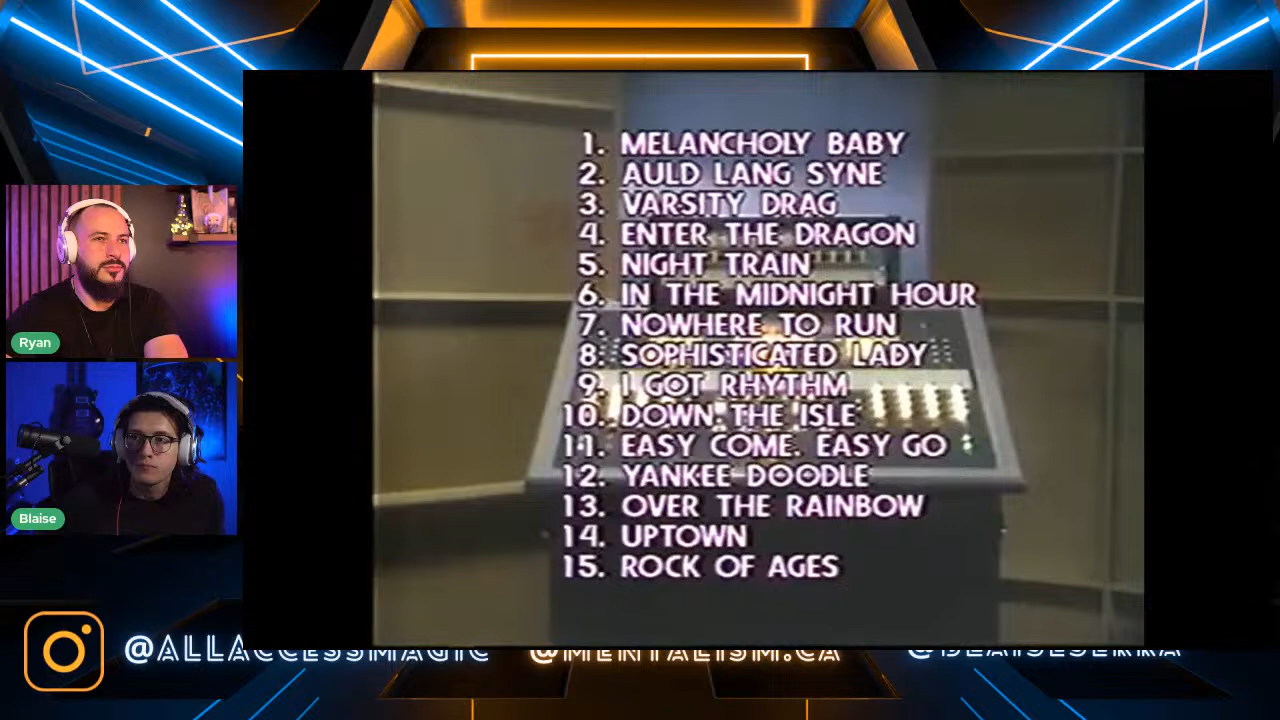 1. MELANCHOLY BABY
2. AULD LANG SYNE
3. VARSITY DRAG
4. ENTER THE DRAGON
5. NIGHT TRAIN
6. IN THE MIDNIGHT HOUR
7. NOWHERE TO RUN
8. SOPHISTICATED LADY
9. I GOT RHYTHM
10. DOWN THE ISLE
11. EASY COME. EASY GO
12. YANKEE-DOODLE
13. OVER THE RAINBOW
14. UPTOWN
15. ROCK OF AGES
Ryan
Blaise
@ALLACCESSMAGIC @MENTALISM.CA